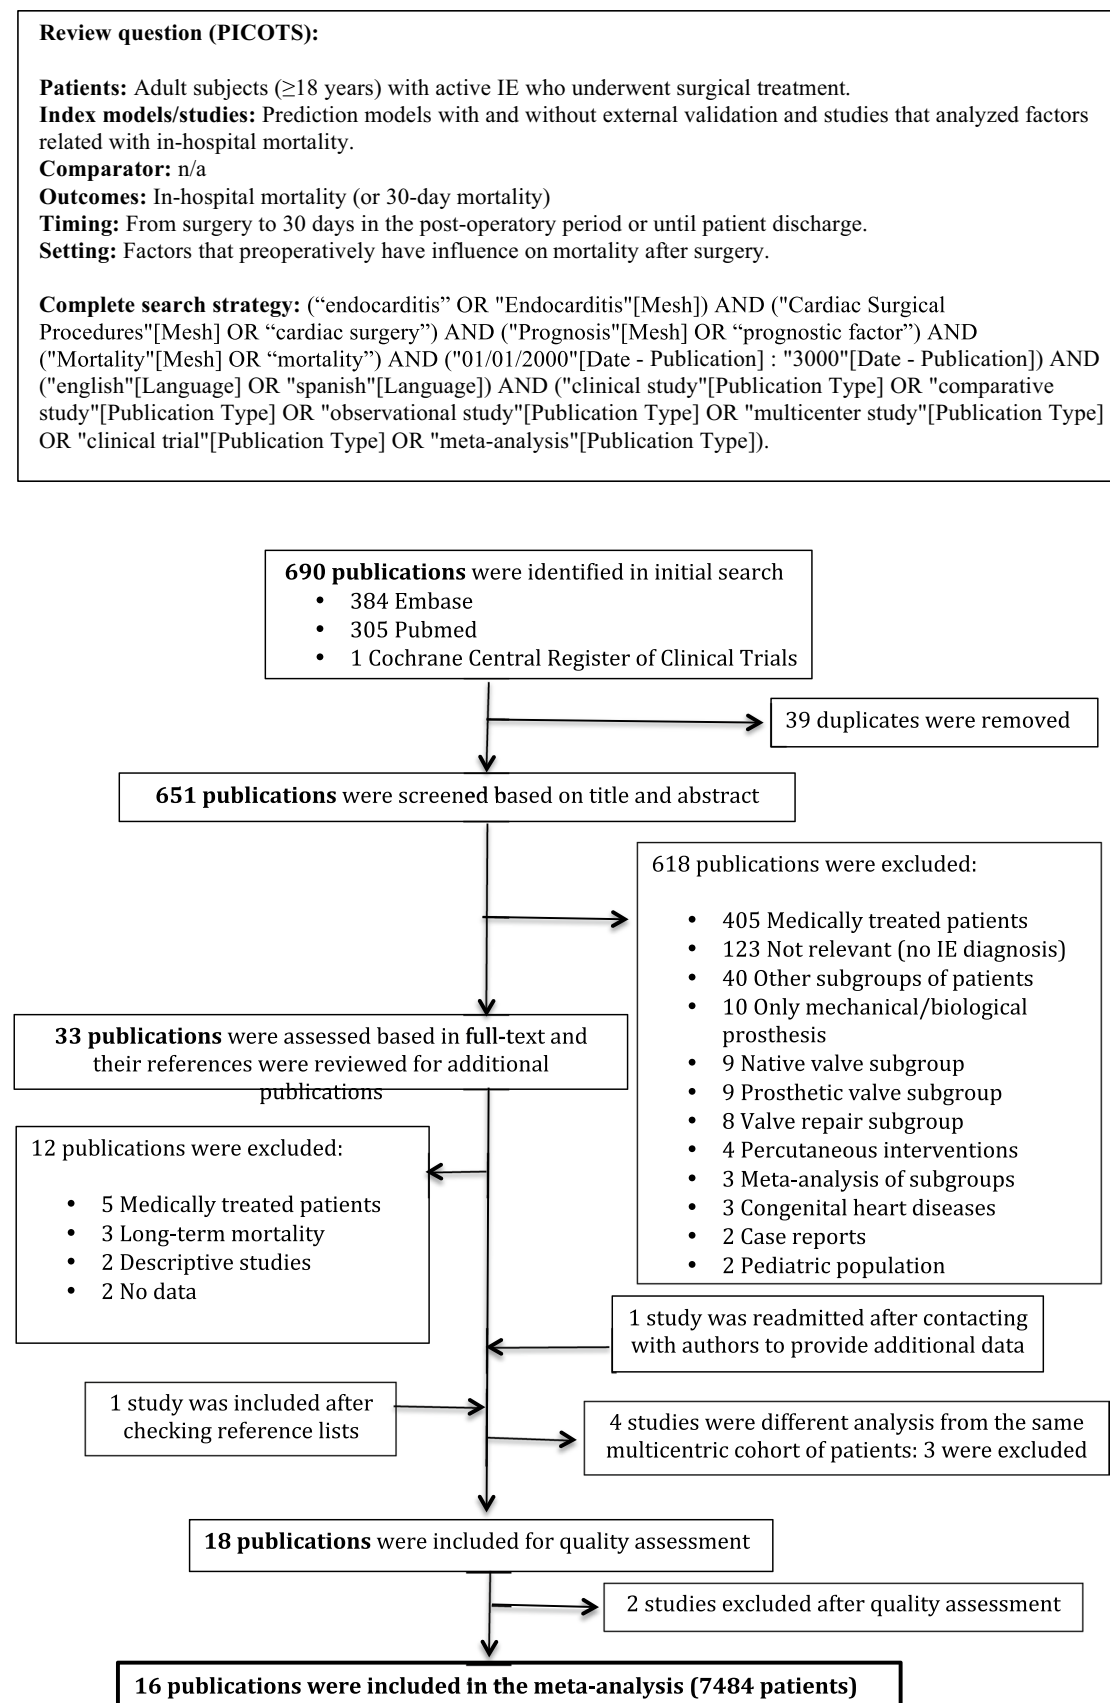 Review question (PICOTS):
Patients: Adult subjects (≥18 years) with active IE who underwent surgical treatment.
Index models/studies: Prediction models with and without external validation and studies that analyzed factors
related with in-hospital mortality.
Comparator: n/a
Outcomes: In-hospital mortality (or 30-day mortality)
Timing: From surgery to 30 days in the post-operatory period or until patient discharge.
Setting: Factors that preoperatively have influence on mortality after surgery.
Complete search strategy: (“endocarditis” OR "Endocarditis"[Mesh]) AND ("Cardiac Surgical
Procedures"[Mesh] OR “cardiac surgery”) AND ("Prognosis"[Mesh] OR “prognostic factor”) AND
("Mortality"[Mesh] OR “mortality”) AND ("01/01/2000"[Date - Publication] : "3000"[Date - Publication]) AND
("english"[Language] OR "spanish"[Language]) AND ("clinical study"[Publication Type] OR "comparative
study"[Publication Type] OR "observational study"[Publication Type] OR "multicenter study"[Publication Type]
OR "clinical trial"[Publication Type] OR "meta-analysis"[Publication Type]).
690 publications were identified in initial search
• 384 Embase
• 305 Pubmed
• 1 Cochrane Central Register of Clinical Trials
39 duplicates were removed
651 publications were screened based on title and abstract
618 publications were excluded:
• 405 Medically treated patients
• 123 Not relevant (no IE diagnosis)
• 40 Other subgroups of patients
• 10 Only mechanical/biological
prosthesis
• 9 Native valve subgroup
• 9 Prosthetic valve subgroup
• 8 Valve repair subgroup
• 4 Percutaneous interventions
• 3 Meta-analysis of subgroups
• 3 Congenital heart diseases
• 2 Case reports
• 2 Pediatric population
33 publications were assessed based in full-text and
their references were reviewed for additional
publications
12 publications were excluded:
• 5 Medically treated patients
• 3 Long-term mortality
• 2 Descriptive studies
• 2 No data
1 study was readmitted after contacting
with authors to provide additional data
1 study was included after
checking reference lists
4 studies were different analysis from the same
multicentric cohort of patients: 3 were excluded
18 publications were included for quality assessment
2 studies excluded after quality assessment
16 publications were included in the meta-analysis (7484 patients)